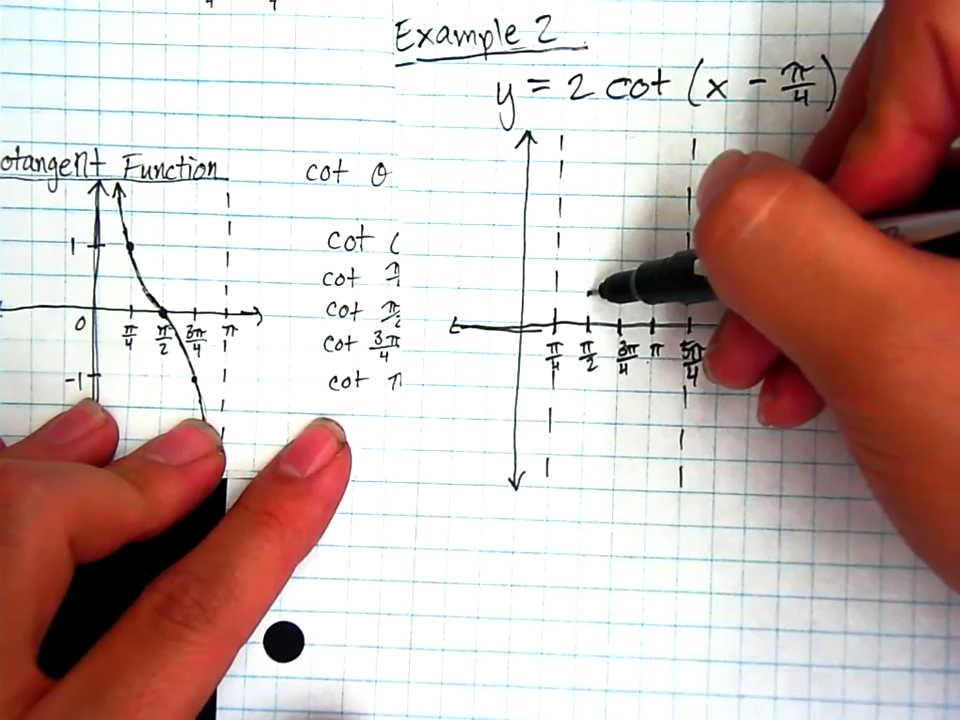 Example 2
y = 2 cot (x - π/4)
otangent Function
cot θ
1
0
π/4 π/2 3π/4 π
-1
cot
cot π
cot π/2
cot 3π/4
cot π
π/4 π/2 3π/4 π 5π/4